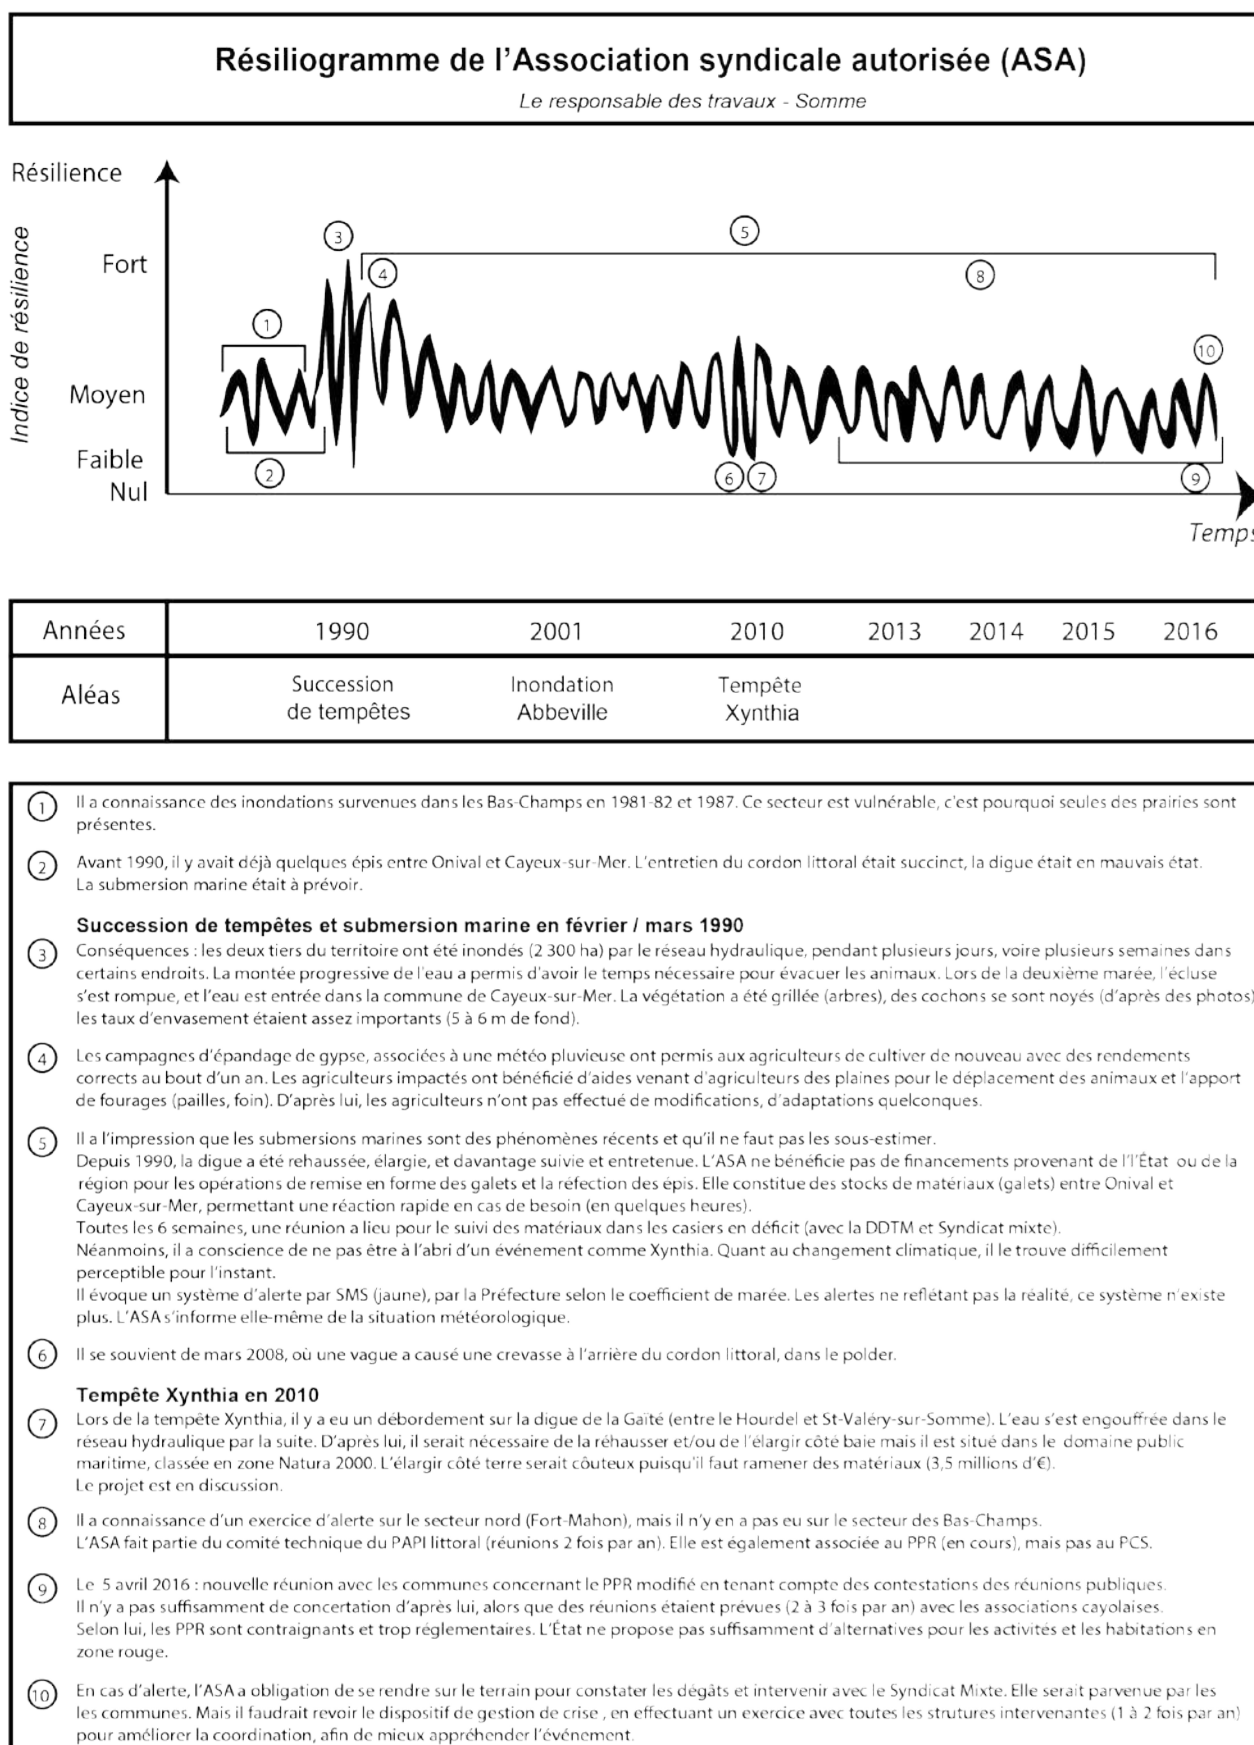 Résiliogramme de l'Association syndicale autorisée (ASA)
Le responsable des travaux - Somme
Résilience
Indice de résilience
Fort
Moyen
Faible
Nul
3
5
4
8
1
10
2
6
7
9
Temps
Années
1990
2001
2010
2013
2014
2015
2016
Aléas
Succession
de tempêtes
Inondation
Abbeville
Tempête
Xynthia
1 Il a connaissance des inondations survenues dans les Bas-Champs en 1981-82 et 1987. Ce secteur est vulnérable, c'est pourquoi seules des prairies sont
présentes.
2 Avant 1990, il y avait déjà quelques épis entre Onival et Cayeux-sur-Mer. L'entretien du cordon littoral était succinct, la digue était en mauvais état.
La submersion marine était à prévoir.
Succession de tempêtes et submersion marine en février / mars 1990
3 Conséquences : les deux tiers du territoire ont été inondés (2 300 ha) par le réseau hydraulique, pendant plusieurs jours, voire plusieurs semaines dans
certains endroits. La montée progressive de l'eau a permis d'avoir le temps nécessaire pour évacuer les animaux. Lors de la deuxième marée, l'écluse
s'est rompue, et l'eau est entrée dans la commune de Cayeux-sur-Mer. La végétation a été grillée (arbres), des cochons se sont noyés (d'après des photos)
les taux d'envasement étaient assez importants (5 à 6 m de fond).
4 Les campagnes d'épandage de gypse, associées à une météo pluvieuse ont permis aux agriculteurs de cultiver de nouveau avec des rendements
corrects au bout d'un an. Les agriculteurs impactés ont bénéficié d'aides venant d'agriculteurs des plaines pour le déplacement des animaux et l'apport
de fourages (pailles, foin). D'après lui, les agriculteurs n'ont pas effectué de modifications, d'adaptations quelconques.
5 Il a l'impression que les submersions marines sont des phénomènes récents et qu'il ne faut pas les sous-estimer.
Depuis 1990, la digue a été rehaussée, élargie, et davantage suivie et entretenue. L'ASA ne bénéficie pas de financements provenant de l'l'État ou de la
région pour les opérations de remise en forme des galets et la réfection des épis. Elle constitue des stocks de matériaux (galets) entre Onival et
Cayeux-sur-Mer, permettant une réaction rapide en cas de besoin (en quelques heures).
Toutes les 6 semaines, une réunion a lieu pour le suivi des matériaux dans les casiers en déficit (avec la DDTM et Syndicat mixte).
Néanmoins, il a conscience de ne pas être à l'abri d'un événement comme Xynthia. Quant au changement climatique, il le trouve difficilement
perceptible pour l'instant.
Il évoque un système d'alerte par SMS (jaune), par la Préfecture selon le coefficient de marée. Les alertes ne reflétant pas la réalité, ce système n'existe
plus. L'ASA s'informe elle-même de la situation météorologique.
6 Il se souvient de mars 2008, où une vague a causé une crevasse à l'arrière du cordon littoral, dans le polder.
Tempête Xynthia en 2010
7 Lors de la tempête Xynthia, il y a eu un débordement sur la digue de la Gaïté (entre le Hourdel et St-Valéry-sur-Somme). L'eau s'est engouffrée dans le
réseau hydraulique par la suite. D'après lui, il serait nécessaire de la réhausser et/ou de l'élargir côté baie mais il est situé dans le domaine public
maritime, classée en zone Natura 2000. L'élargir côté terre serait côuteux puisqu'il faut ramener des matériaux (3,5 millions d'€).
Le projet est en discussion.
8 Il a connaissance d'un exercice d'alerte sur le secteur nord (Fort-Mahon), mais il n'y en a pas eu sur le secteur des Bas-Champs.
L'ASA fait partie du comité technique du PAPI littoral (réunions 2 fois par an). Elle est également associée au PPR (en cours), mais pas au PCS.
9 Le 5 avril 2016 : nouvelle réunion avec les communes concernant le PPR modifié en tenant compte des contestations des réunions publiques.
Il n'y a pas suffisamment de concertation d'après lui, alors que des réunions étaient prévues (2 à 3 fois par an) avec les associations cayolaises.
Selon lui, les PPR sont contraignants et trop réglementaires. L'État ne propose pas suffisamment d'alternatives pour les activités et les habitations en
zone rouge.
10 En cas d'alerte, l'ASA a obligation de se rendre sur le terrain pour constater les dégâts et intervenir avec le Syndicat Mixte. Elle serait parvenue par les
les communes. Mais il faudrait revoir le dispositif de gestion de crise , en effectuant un exercice avec toutes les strutures intervenantes (1 à 2 fois par an)
pour améliorer la coordination, afin de mieux appréhender l'événement.